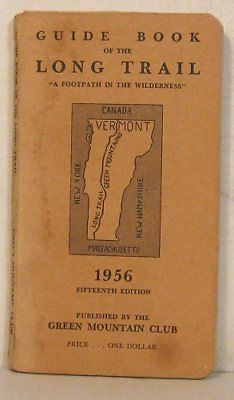 GUIDE BOOK
OF THE
LONG TRAIL
"A FOOTPATH IN THE WILDERNESS"
CANADA
VERMONT
NEW YORK
LONG TRAIL
GREEN MOUNTAINS
NEW HAMPSHIRE
MASSACHUSETTS
1956
FIFTEENTH EDITION
PUBLISHED BY THE
GREEN MOUNTAIN CLUB
PRICE . . . ONE DOLLAR